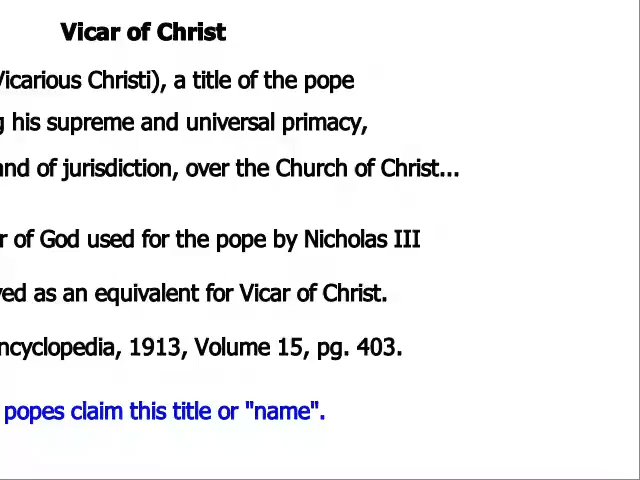 Vicar of Christ
Vicarious Christi), a title of the pope
g his supreme and universal primacy,
and of jurisdiction, over the Church of Christ...
r of God used for the pope by Nicholas III
ved as an equivalent for Vicar of Christ.
ncyclopedia, 1913, Volume 15, pg. 403.
popes claim this title or "name".